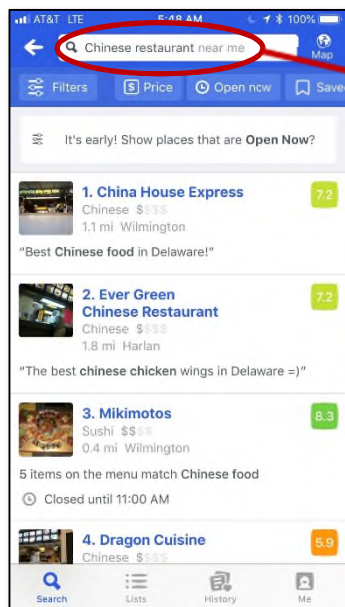 AT&T LTE 5:48 AM 100%
Chinese restaurant near me
Map
Filters $ Price Open now Saved
It's early! Show places that are Open Now?
1. China House Express 7.2
Chinese $$$$
1.1 mi Wilmington
"Best Chinese food in Delaware!"
2. Ever Green 7.2
Chinese Restaurant
Chinese $$$$
1.8 mi Harlan
"The best chinese chicken wings in Delaware =)"
3. Mikimotos 8.3
Sushi $$$$
0.4 mi Wilmington
5 items on the menu match Chinese food
Closed until 11:00 AM
4. Dragon Cuisine 5.9
Chinese $$$$
Search Lists History Me